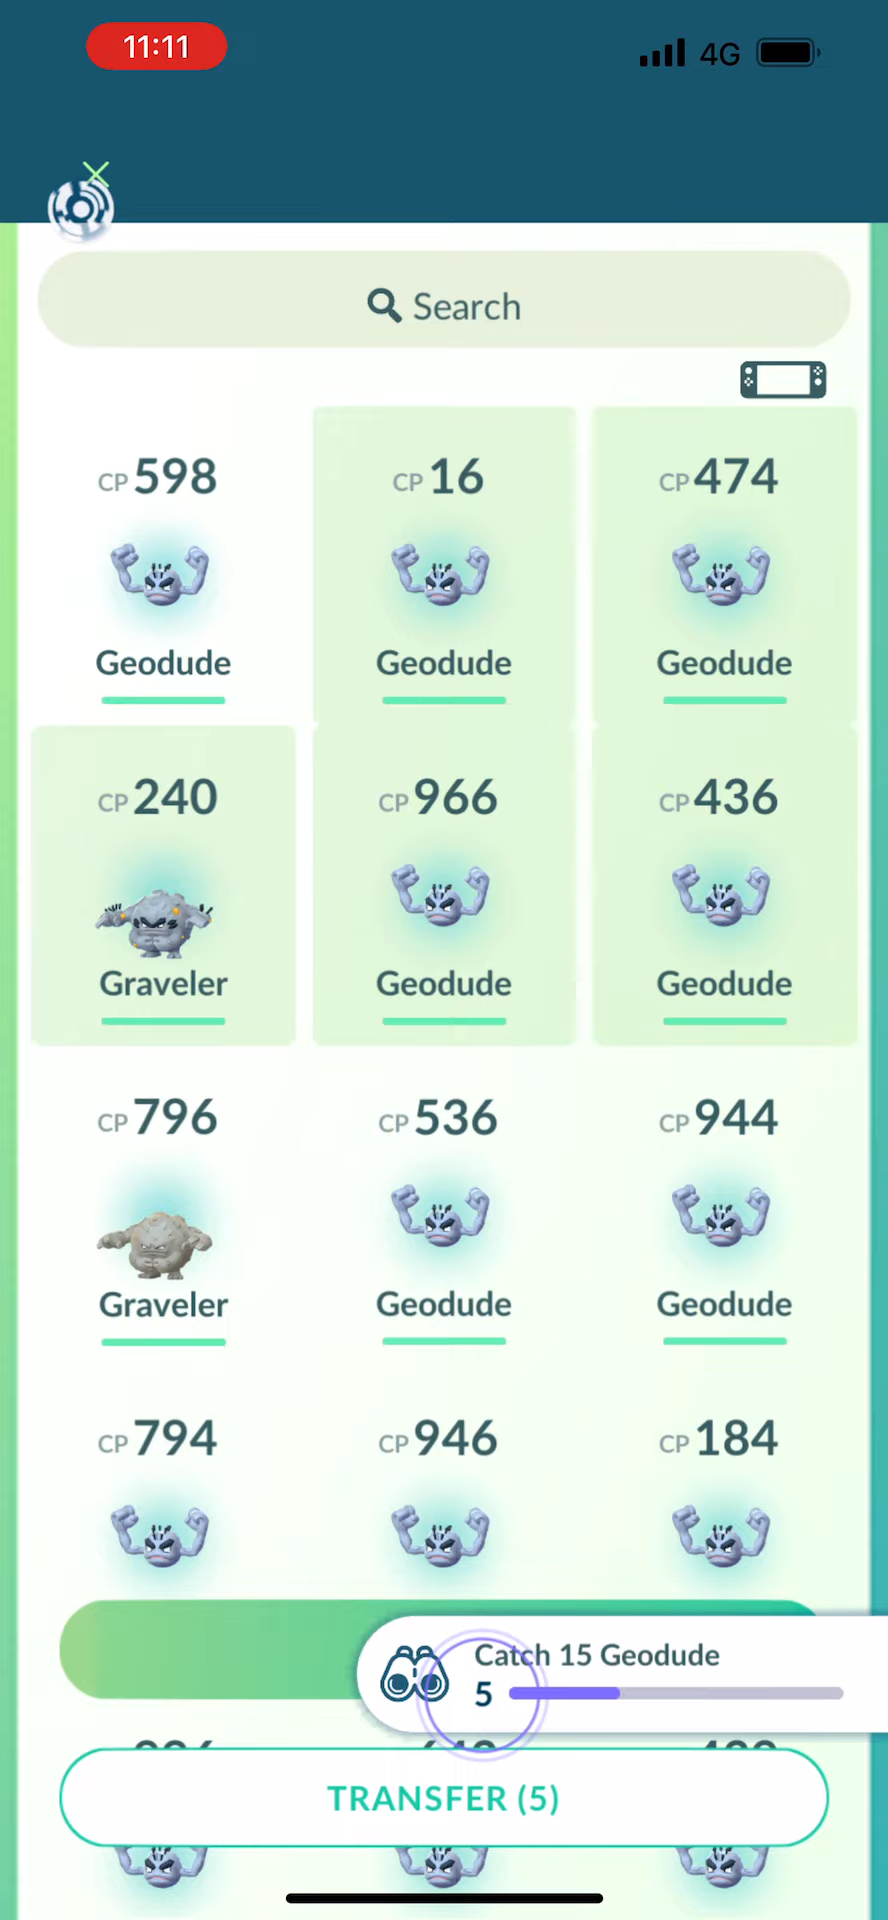 11:11 4G
Search
CP 598 CP 16 CP 474
Geodude Geodude Geodude
CP 240 CP 966 CP 436
Graveler Geodude Geodude
CP 796 CP 536 CP 944
Graveler Geodude Geodude
CP 794 CP 946 CP 184
Catch 15 Geodude
5
TRANSFER (5)